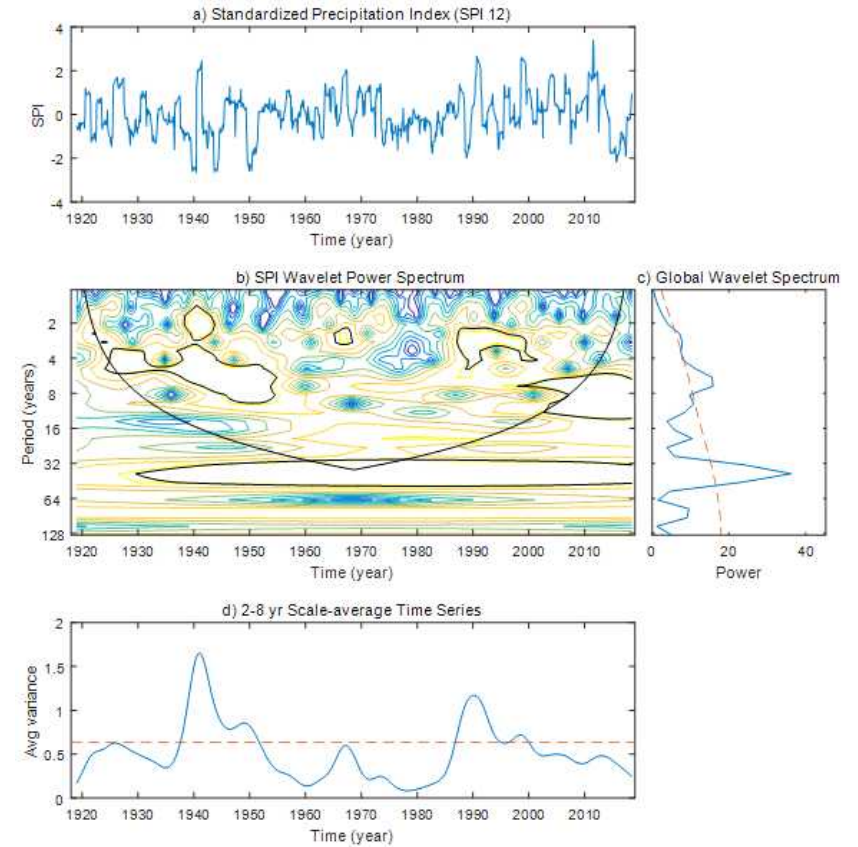 a) Standardized Precipitation Index (SPI 12)
4
2
0
-2
-4
SPI
1920 1930 1940 1950 1960 1970 1980 1990 2000 2010
Time (year)
b) SPI Wavelet Power Spectrum
c) Global Wavelet Spectrum
2
4
8
16
32
64
128
Period (years)
1920 1930 1940 1950 1960 1970 1980 1990 2000 2010
Time (year)
0 20 40
Power
d) 2-8 yr Scale-average Time Series
2
1.5
1
0.5
0
Avg variance
1920 1930 1940 1950 1960 1970 1980 1990 2000 2010
Time (year)